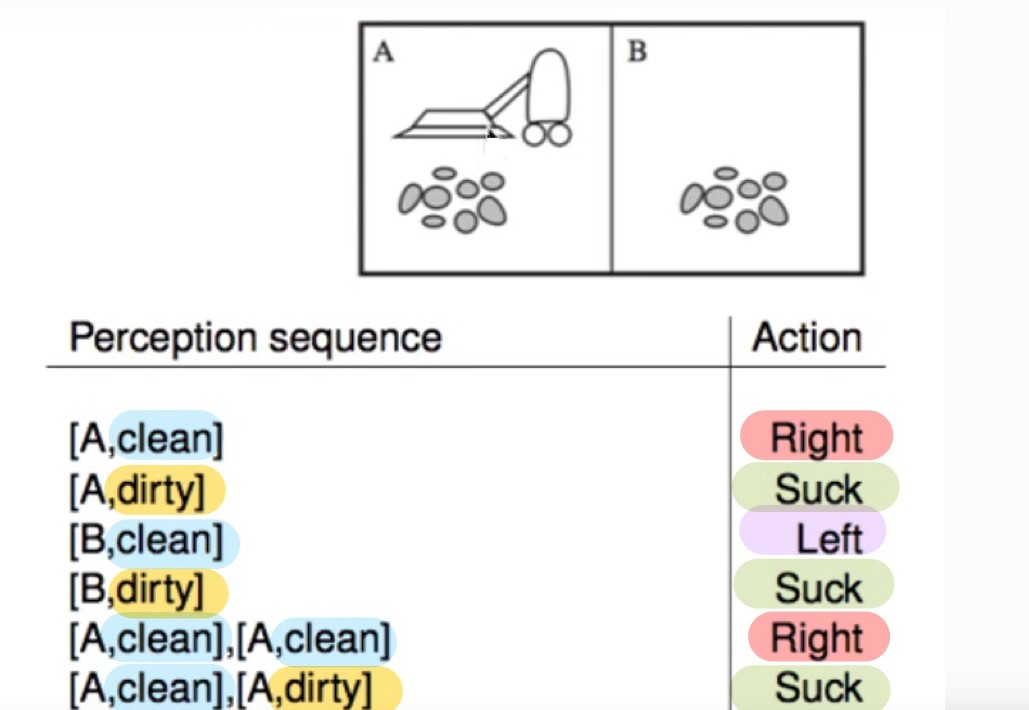 A B
Perception sequence Action
[A,clean] Right
[A,dirty] Suck
[B,clean] Left
[B,dirty] Suck
[A,clean],[A,clean] Right
[A,clean],[A,dirty] Suck